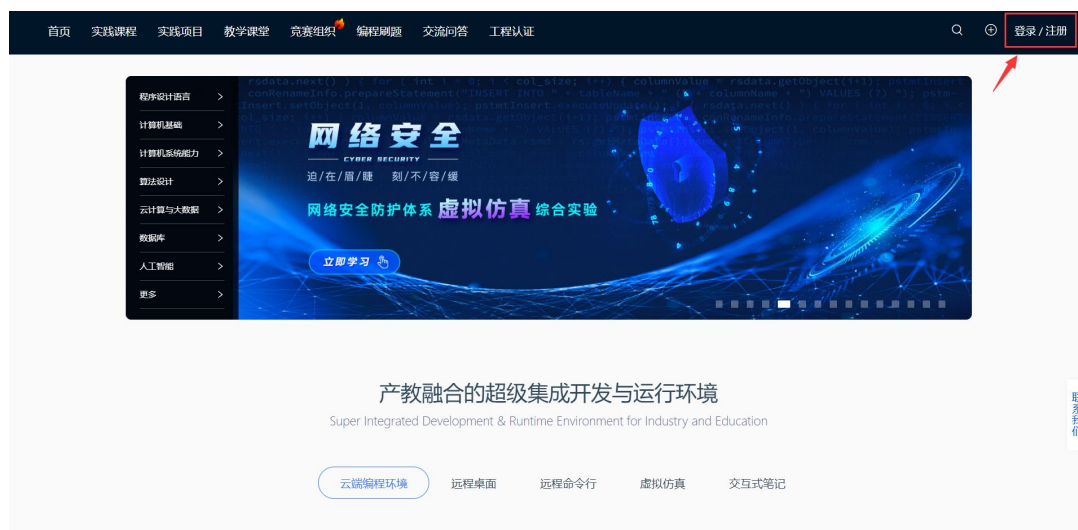 首页 实践课程 实践项目 教学课堂 竞赛组织 编程刷题 交流问答 工程认证 登录 / 注册
程序设计语言 >
计算机基础 >
计算机系统能力 >
算法设计 >
云计算与大数据 >
数据库 >
人工智能 >
更多 >
网络安全
CYBER SECURITY
迫/在/眉/睫 刻/不/容/缓
网络安全防护体系 虚拟仿真 综合实验
立即学习
产教融合的超级集成开发与运行环境
Super Integrated Development & Runtime Environment for Industry and Education
云端编程环境 远程桌面 远程命令行 虚拟仿真 交互式笔记
联系我们